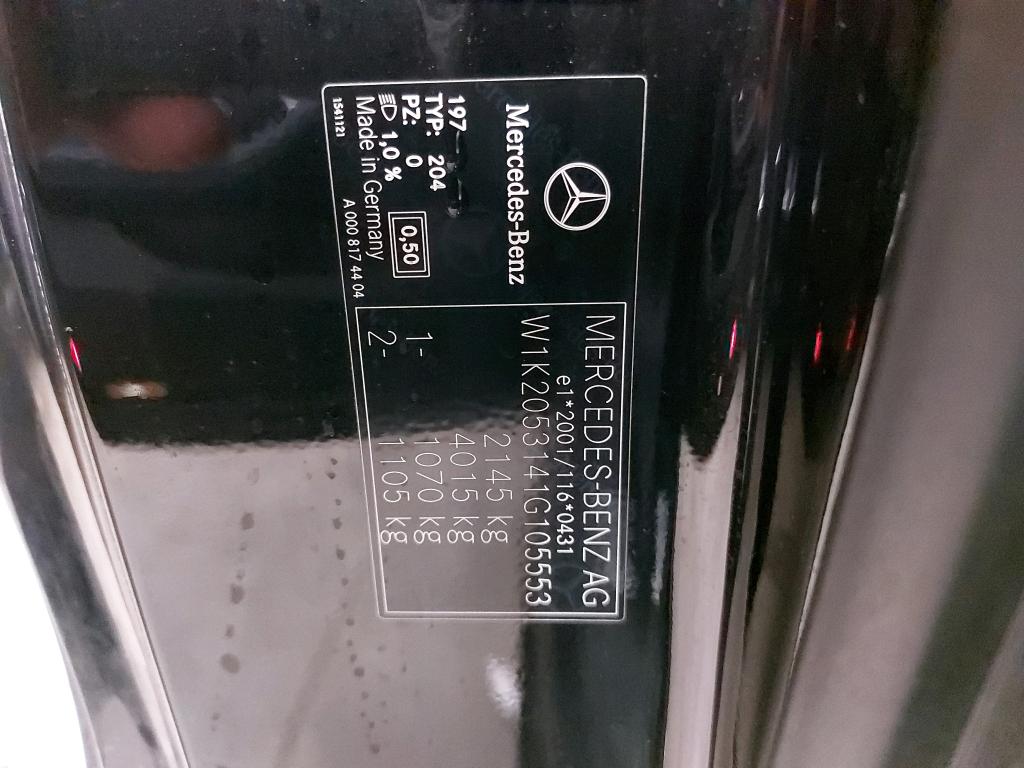 Mercedes-Benz
197
TYP: 204
PZ: 0
1,0 %
0,50
Made in Germany
1541121
A 000 817 44 04
MERCEDES-BENZ AG
e1*2001/116*0431
W1K2053141G105553
2145 kg
4015 kg
1- 1070 kg
2- 1105 kg